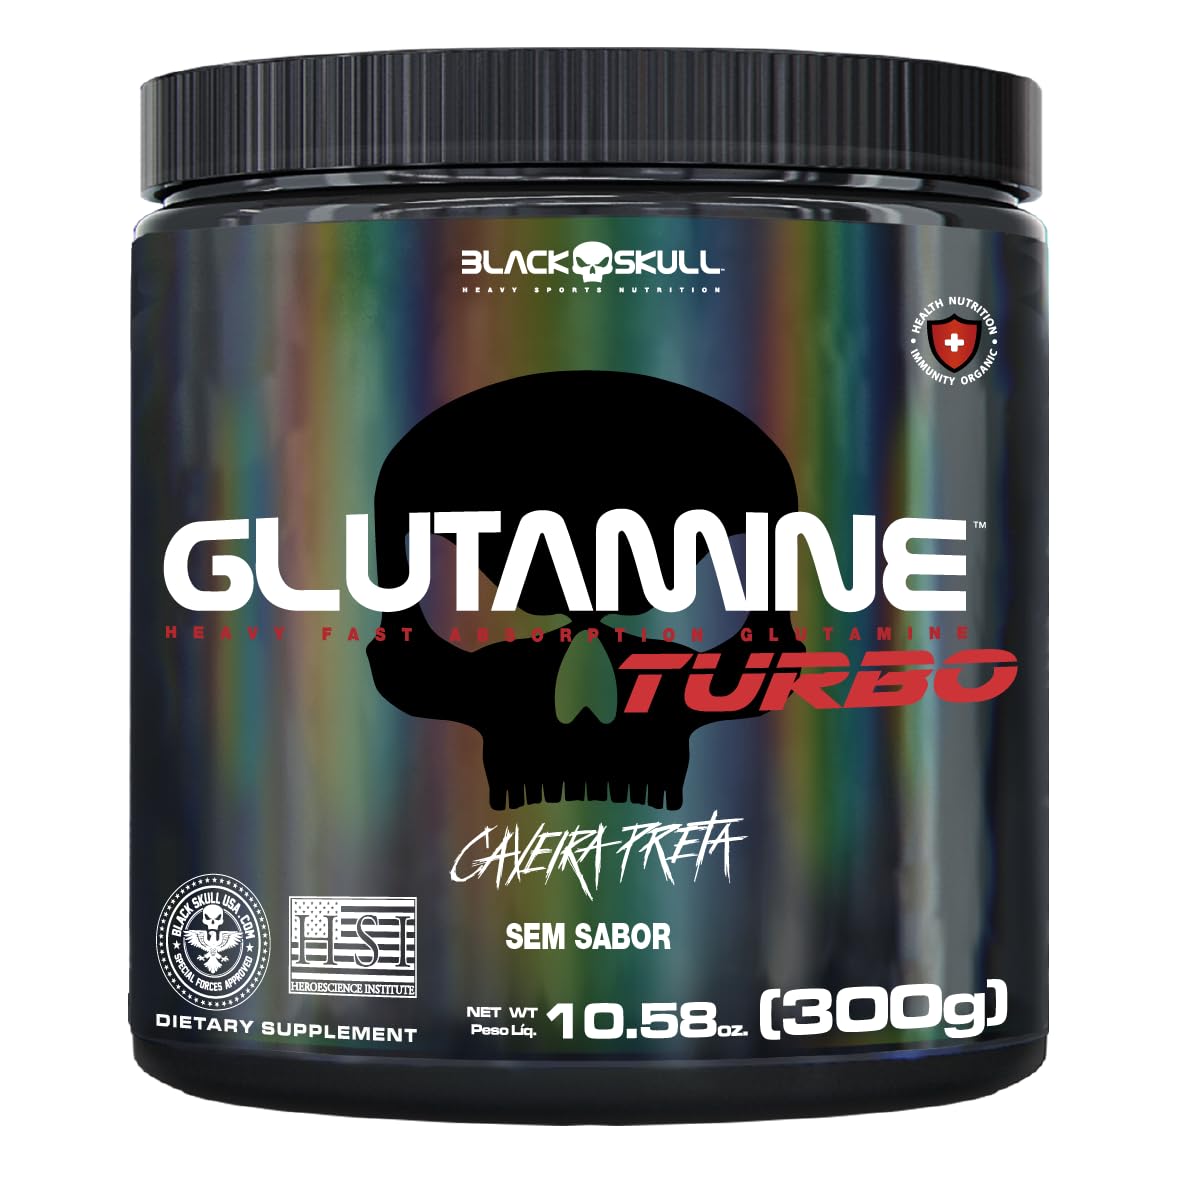 BLACK SKULL
HEAVY SPORTS NUTRITION
HEALTH NUTRITION
IMMUNITY ORGANIC
GLUTAMINE™
HEAVY FAST ABSORPTION GLUTAMINE
TURBO
CAVEIRA PRETA
SEM SABOR
BLACK SKULL USA.COM
SPECIAL FORCES APPROVED
HSI
HEROESCIENCE INSTITUTE
DIETARY SUPPLEMENT
NET WT
Peso Líq.
10.58oz. (300g)